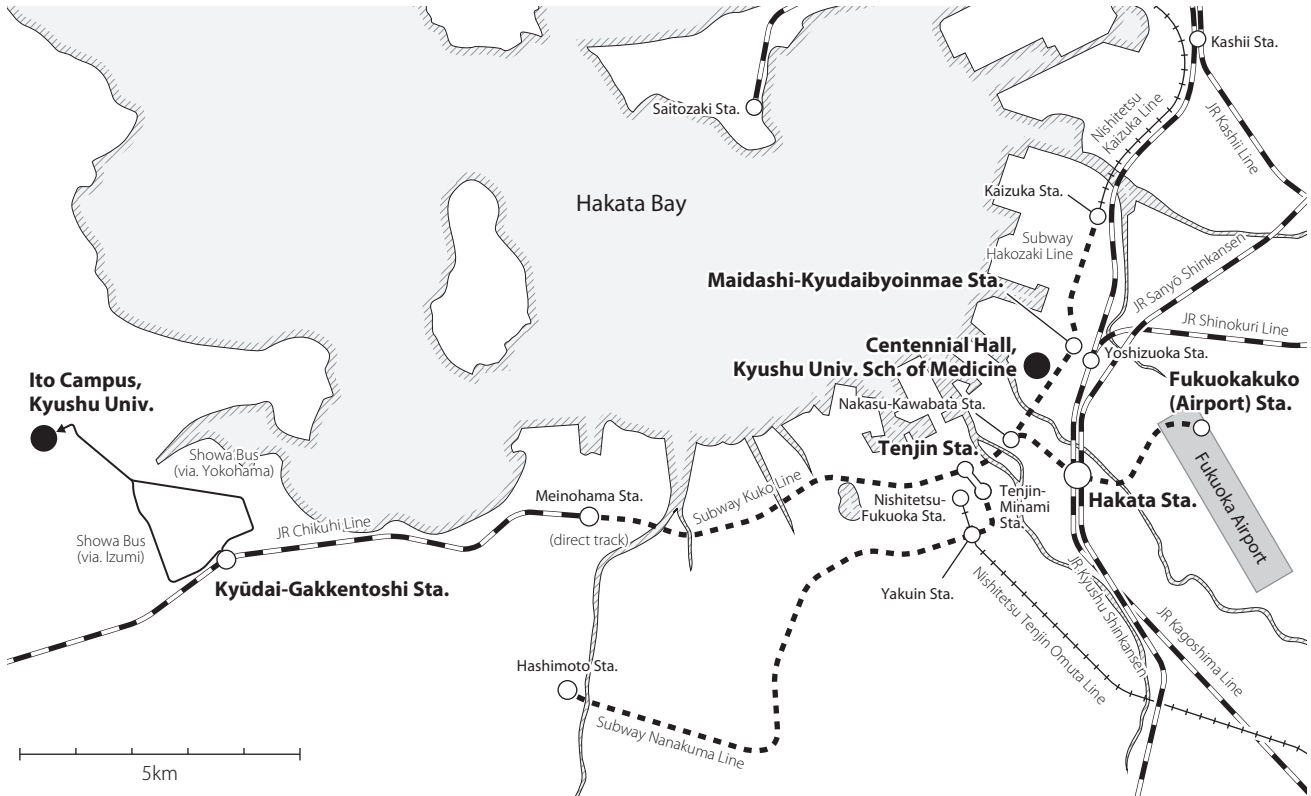 Kashii Sta.
Saitozaki Sta.
Nishitetsu
Kaizuka Line
JR Kashii Line
Kaizuka Sta.
Hakata Bay
Subway
Hakozaki Line
JR Sanyō Shinkansen
Maidashi-Kyudaibyoinmae Sta.
JR Shinokuri Line
Centennial Hall,
Kyushu Univ. Sch. of Medicine
Yoshizuoka Sta.
Ito Campus,
Kyushu Univ.
Fukuokakuko
(Airport) Sta.
Nakasu-Kawabata Sta.
Tenjin Sta.
Showa Bus
(via. Yokohama)
Fukuoka Airport
Meinohama Sta.
Subway Kuko Line
Nishitetsu-
Fukuoka Sta.
Tenjin-
Minami
Sta.
Hakata Sta.
JR Chikuhi Line
(direct track)
Showa Bus
(via. Izumi)
Kyūdai-Gakkentoshi Sta.
Yakuin Sta.
Nishitetsu Tenjin Omuta Line
JR Kyushu Shinkansen
JR Kagoshima Line
Hashimoto Sta.
Subway Nanakuma Line
5km